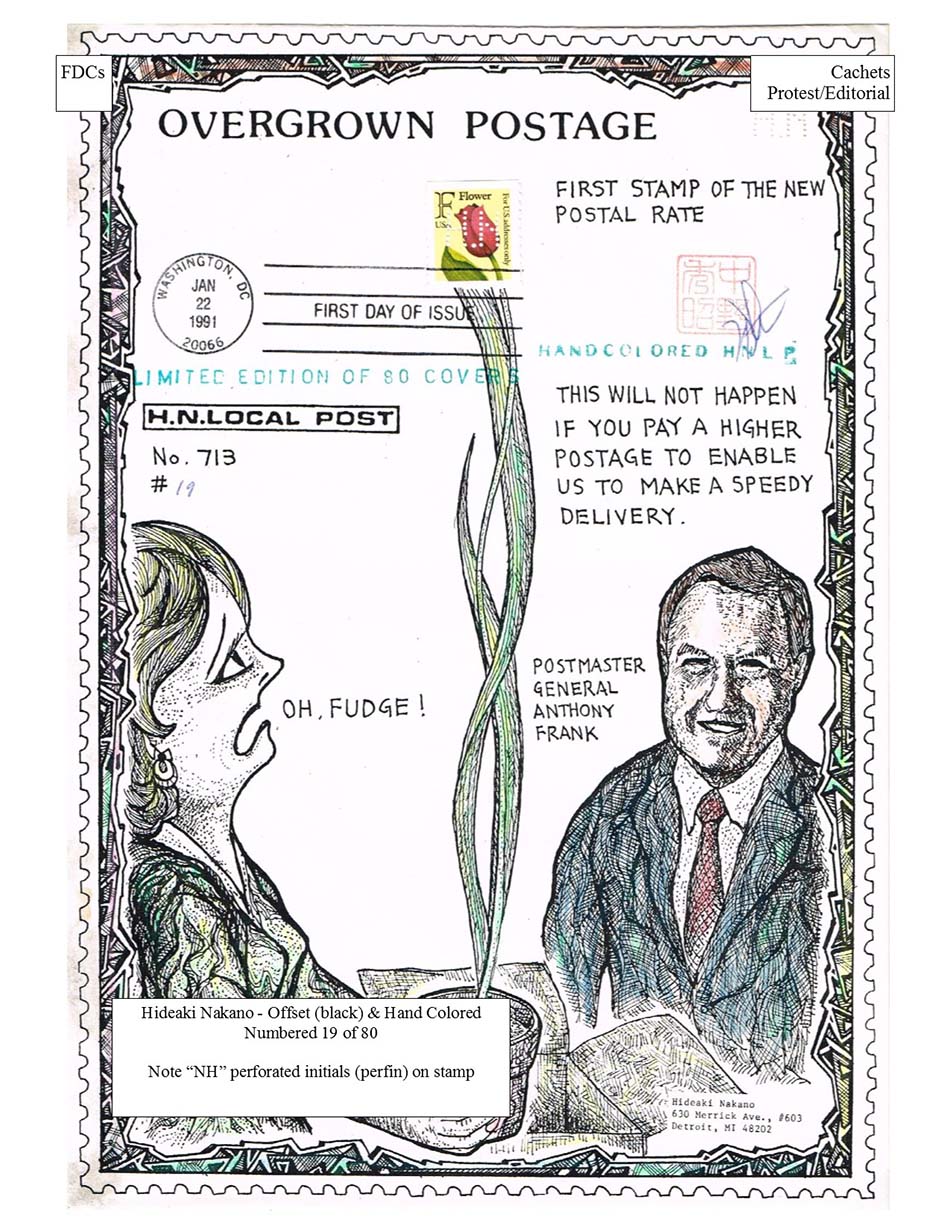 FDCs
Cachets
Protest/Editorial
H.N
OVERGROWN POSTAGE
F Flower
USA
For U.S. addresses only
FIRST STAMP OF THE NEW
POSTAL RATE
WASHINGTON, DC
JAN
22
1991
20066
FIRST DAY OF ISSUE
中野
秀昭
HANDCOLORED H N L P
LIMITED EDITION OF 80 COVERS
H.N.LOCAL POST
No. 713
# 19
THIS WILL NOT HAPPEN
IF YOU PAY A HIGHER
POSTAGE TO ENABLE
US TO MAKE A SPEEDY
DELIVERY.
OH, FUDGE!
POSTMASTER
GENERAL
ANTHONY
FRANK
Hideaki Nakano - Offset (black) & Hand Colored
Numbered 19 of 80
Note “NH” perforated initials (perfin) on stamp
Hideaki Nakano
630 Merrick Ave., #603
Detroit, MI 48202